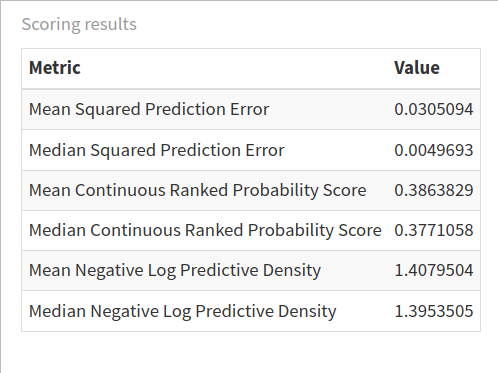 Scoring results
Metric Value
Mean Squared Prediction Error 0.0305094
Median Squared Prediction Error 0.0049693
Mean Continuous Ranked Probability Score 0.3863829
Median Continuous Ranked Probability Score 0.3771058
Mean Negative Log Predictive Density 1.4079504
Median Negative Log Predictive Density 1.3953505